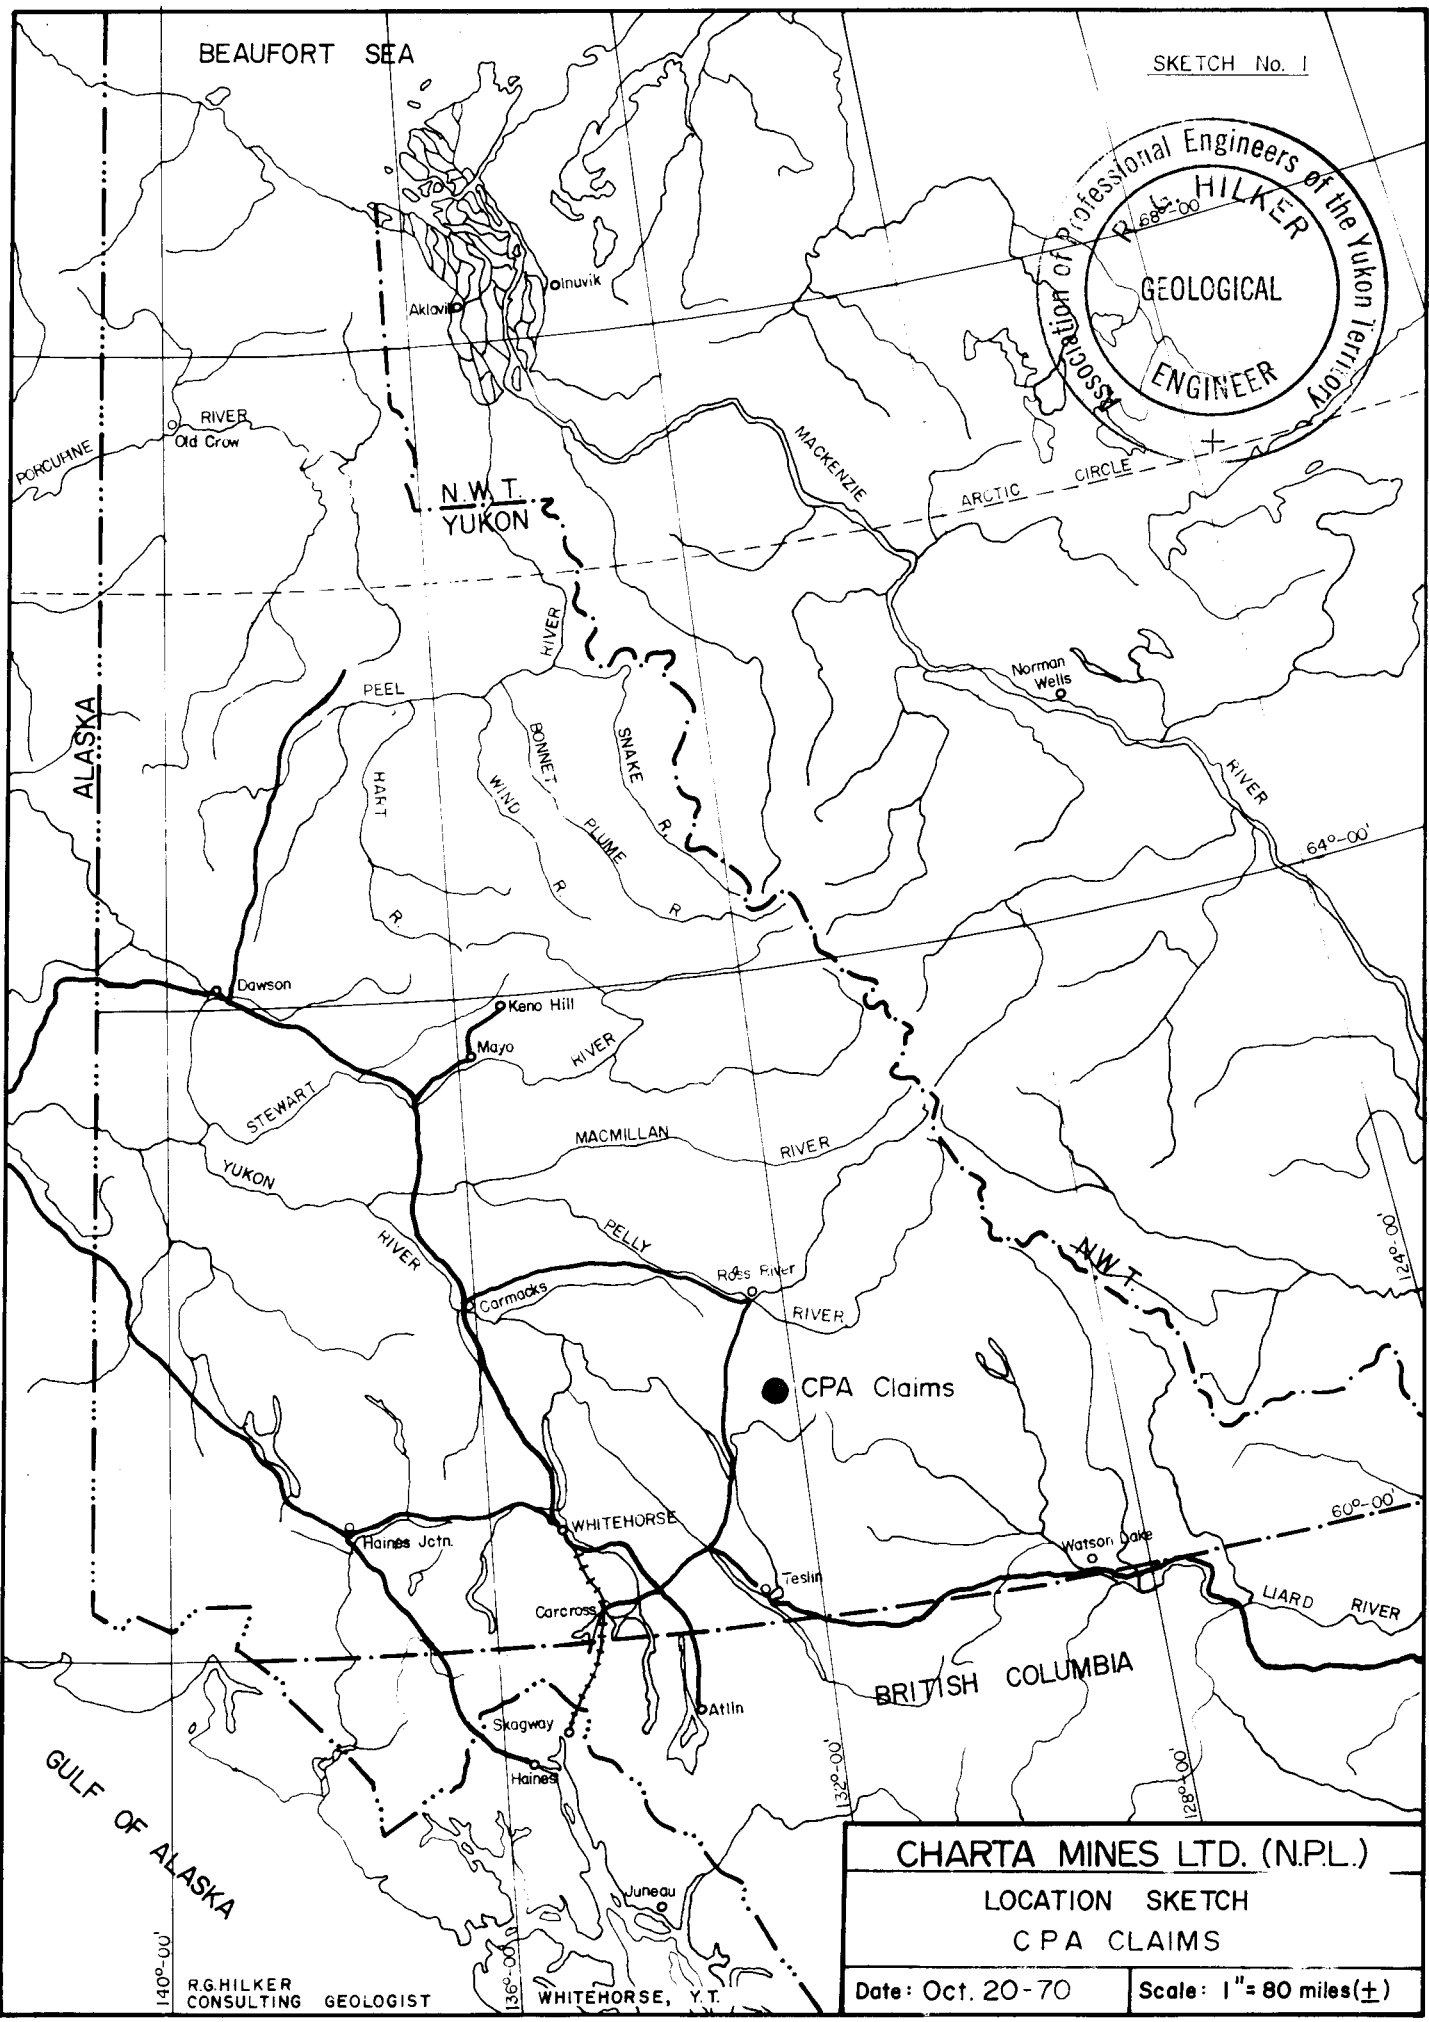 BEAUFORT SEA
SKETCH No. 1
Association of Professional Engineers of the Yukon Territory
R. G. HILKER
GEOLOGICAL
ENGINEER
68°-00'
Inuvik
Aklavik
RIVER
Old Crow
PORCUPINE
MACKENZIE
ARCTIC CIRCLE
N.W.T.
YUKON
RIVER
Norman
Wells
PEEL
ALASKA
BONNET
SNAKE
HART
WIND
RIVER
PLUME
R.
64°-00'
R.
R
R.
Dawson
Keno Hill
Mayo
RIVER
STEWART
MACMILLAN
RIVER
YUKON
PELLY
RIVER
N.W.T.
124°-00'
Ross River
Carmacks
RIVER
CPA Claims
60°-00'
WHITEHORSE
Haines Jctn.
Watson Lake
Teslin
LIARD RIVER
Carcross
BRITISH COLUMBIA
Atlin
Skagway
Haines
GULF OF ALASKA
132°-00'
128°-00'
Juneau
140°-00'
136°-00'
R.G.HILKER
CONSULTING GEOLOGIST
WHITEHORSE, Y.T.
CHARTA MINES LTD. (N.P.L.)
LOCATION SKETCH
CPA CLAIMS
Date: Oct. 20-70
Scale: 1"= 80 miles(±)